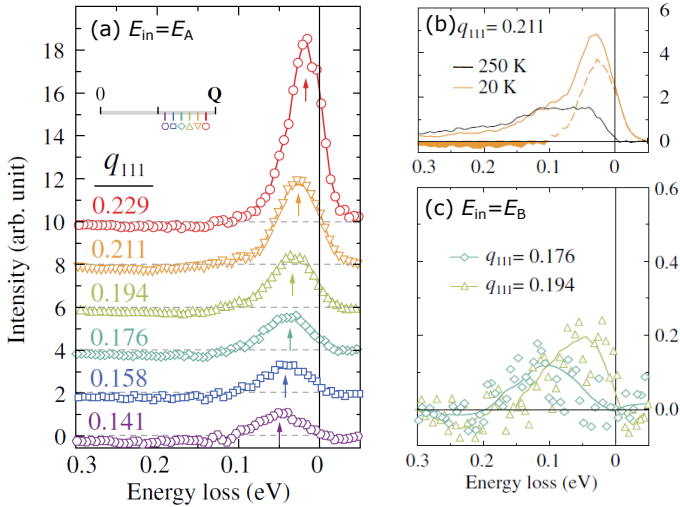 (a) E_in=E_A
0 Q
q_111
0.229
0.211
0.194
0.176
0.158
0.141
18
16
14
12
10
8
6
4
2
0
Intensity (arb. unit)
0.3 0.2 0.1 0
Energy loss (eV)
(b)
q_111 = 0.211
250 K
20 K
6
4
2
0
0.3 0.2 0.1 0
(c) E_in=E_B
q_111 = 0.176
q_111 = 0.194
0.6
0.4
0.2
0.0
0.3 0.2 0.1 0
Energy loss (eV)